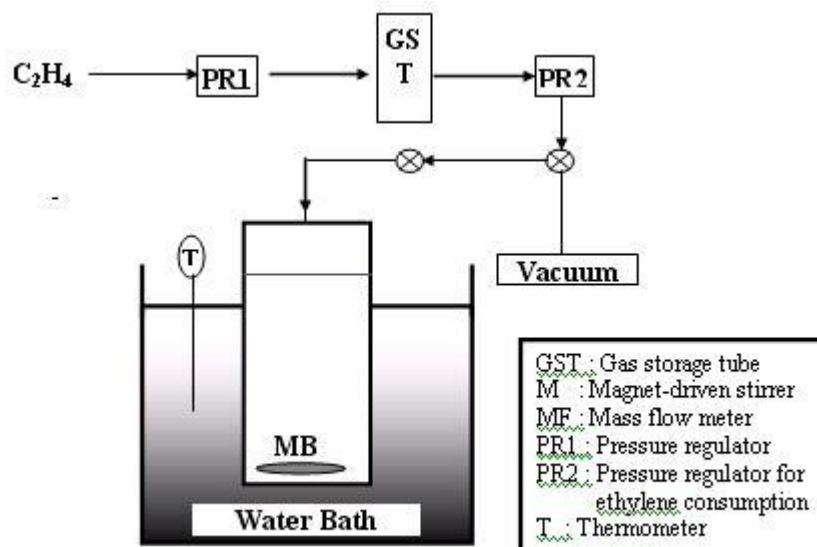 C₂H₄
PR1
GS
T
PR2
T
Vacuum
MB
Water Bath
GST : Gas storage tube
M : Magnet-driven stirrer
MF : Mass flow meter
PR1 : Pressure regulator
PR2 : Pressure regulator for
ethylene consumption
T : Thermometer